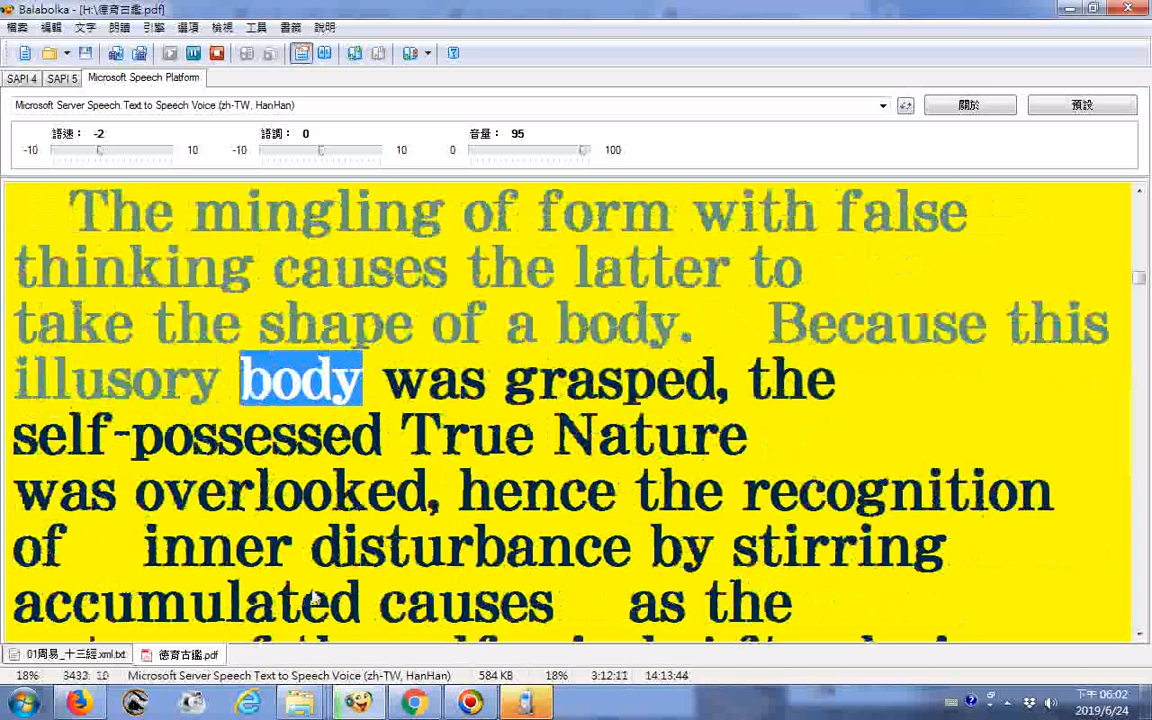 Balabolka - [H:\德育古鑑.pdf]
檔案 編輯 文字 朗讀 引擎 選項 檢視 工具 書籤 說明
SAPI 4 SAPI 5 Microsoft Speech Platform
Microsoft Server Speech Text to Speech Voice (zh-TW, HanHan) 關於 預設
語速： -2 語調： 0 音量： 95
-10 10 -10 10 0 100
The mingling of form with false
thinking causes the latter to
take the shape of a body. Because this
illusory body was grasped, the
self-possessed True Nature
was overlooked, hence the recognition
of inner disturbance by stirring
accumulated causes as the
01周易_十三經.xml.txt 德育古鑑.pdf
18% 3432: 10 Microsoft Server Speech Text to Speech Voice (zh-TW, HanHan) 584 KB 18% 3:12:11 14:13:44
下午 06:02
2019/6/24